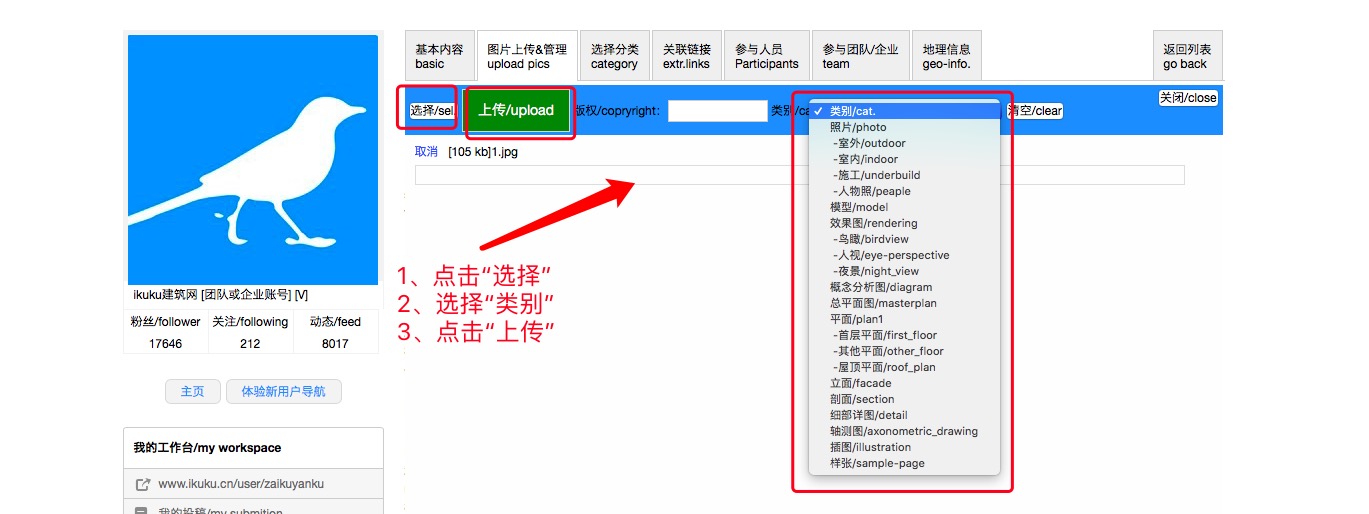 基本内容
basic
图片上传&管理
upload pics
选择分类
category
关联链接
extr.links
参与人员
Participants
参与团队/企业
team
地理信息
geo-info.
返回列表
go back
选择/sel.
上传/upload
版权/copryright:
类别/ca
清空/clear
关闭/close
取消 [105 kb]1.jpg
✓ 类别/cat.
照片/photo
-室外/outdoor
-室内/indoor
-施工/underbuild
-人物照/peaple
模型/model
效果图/rendering
-鸟瞰/birdview
-人视/eye-perspective
-夜景/night_view
概念分析图/diagram
总平面图/masterplan
平面/plan1
-首层平面/first_floor
-其他平面/other_floor
-屋顶平面/roof_plan
立面/facade
剖面/section
细部详图/detail
轴测图/axonometric_drawing
插图/illustration
样张/sample-page
1、点击“选择”
2、选择“类别”
3、点击“上传”
ikuku建筑网 [团队或企业账号] [V]
粉丝/follower 关注/following 动态/feed
17646 212 8017
主页 体验新用户导航
我的工作台/my workspace
www.ikuku.cn/user/zaikuyanku
我的投稿/my submition